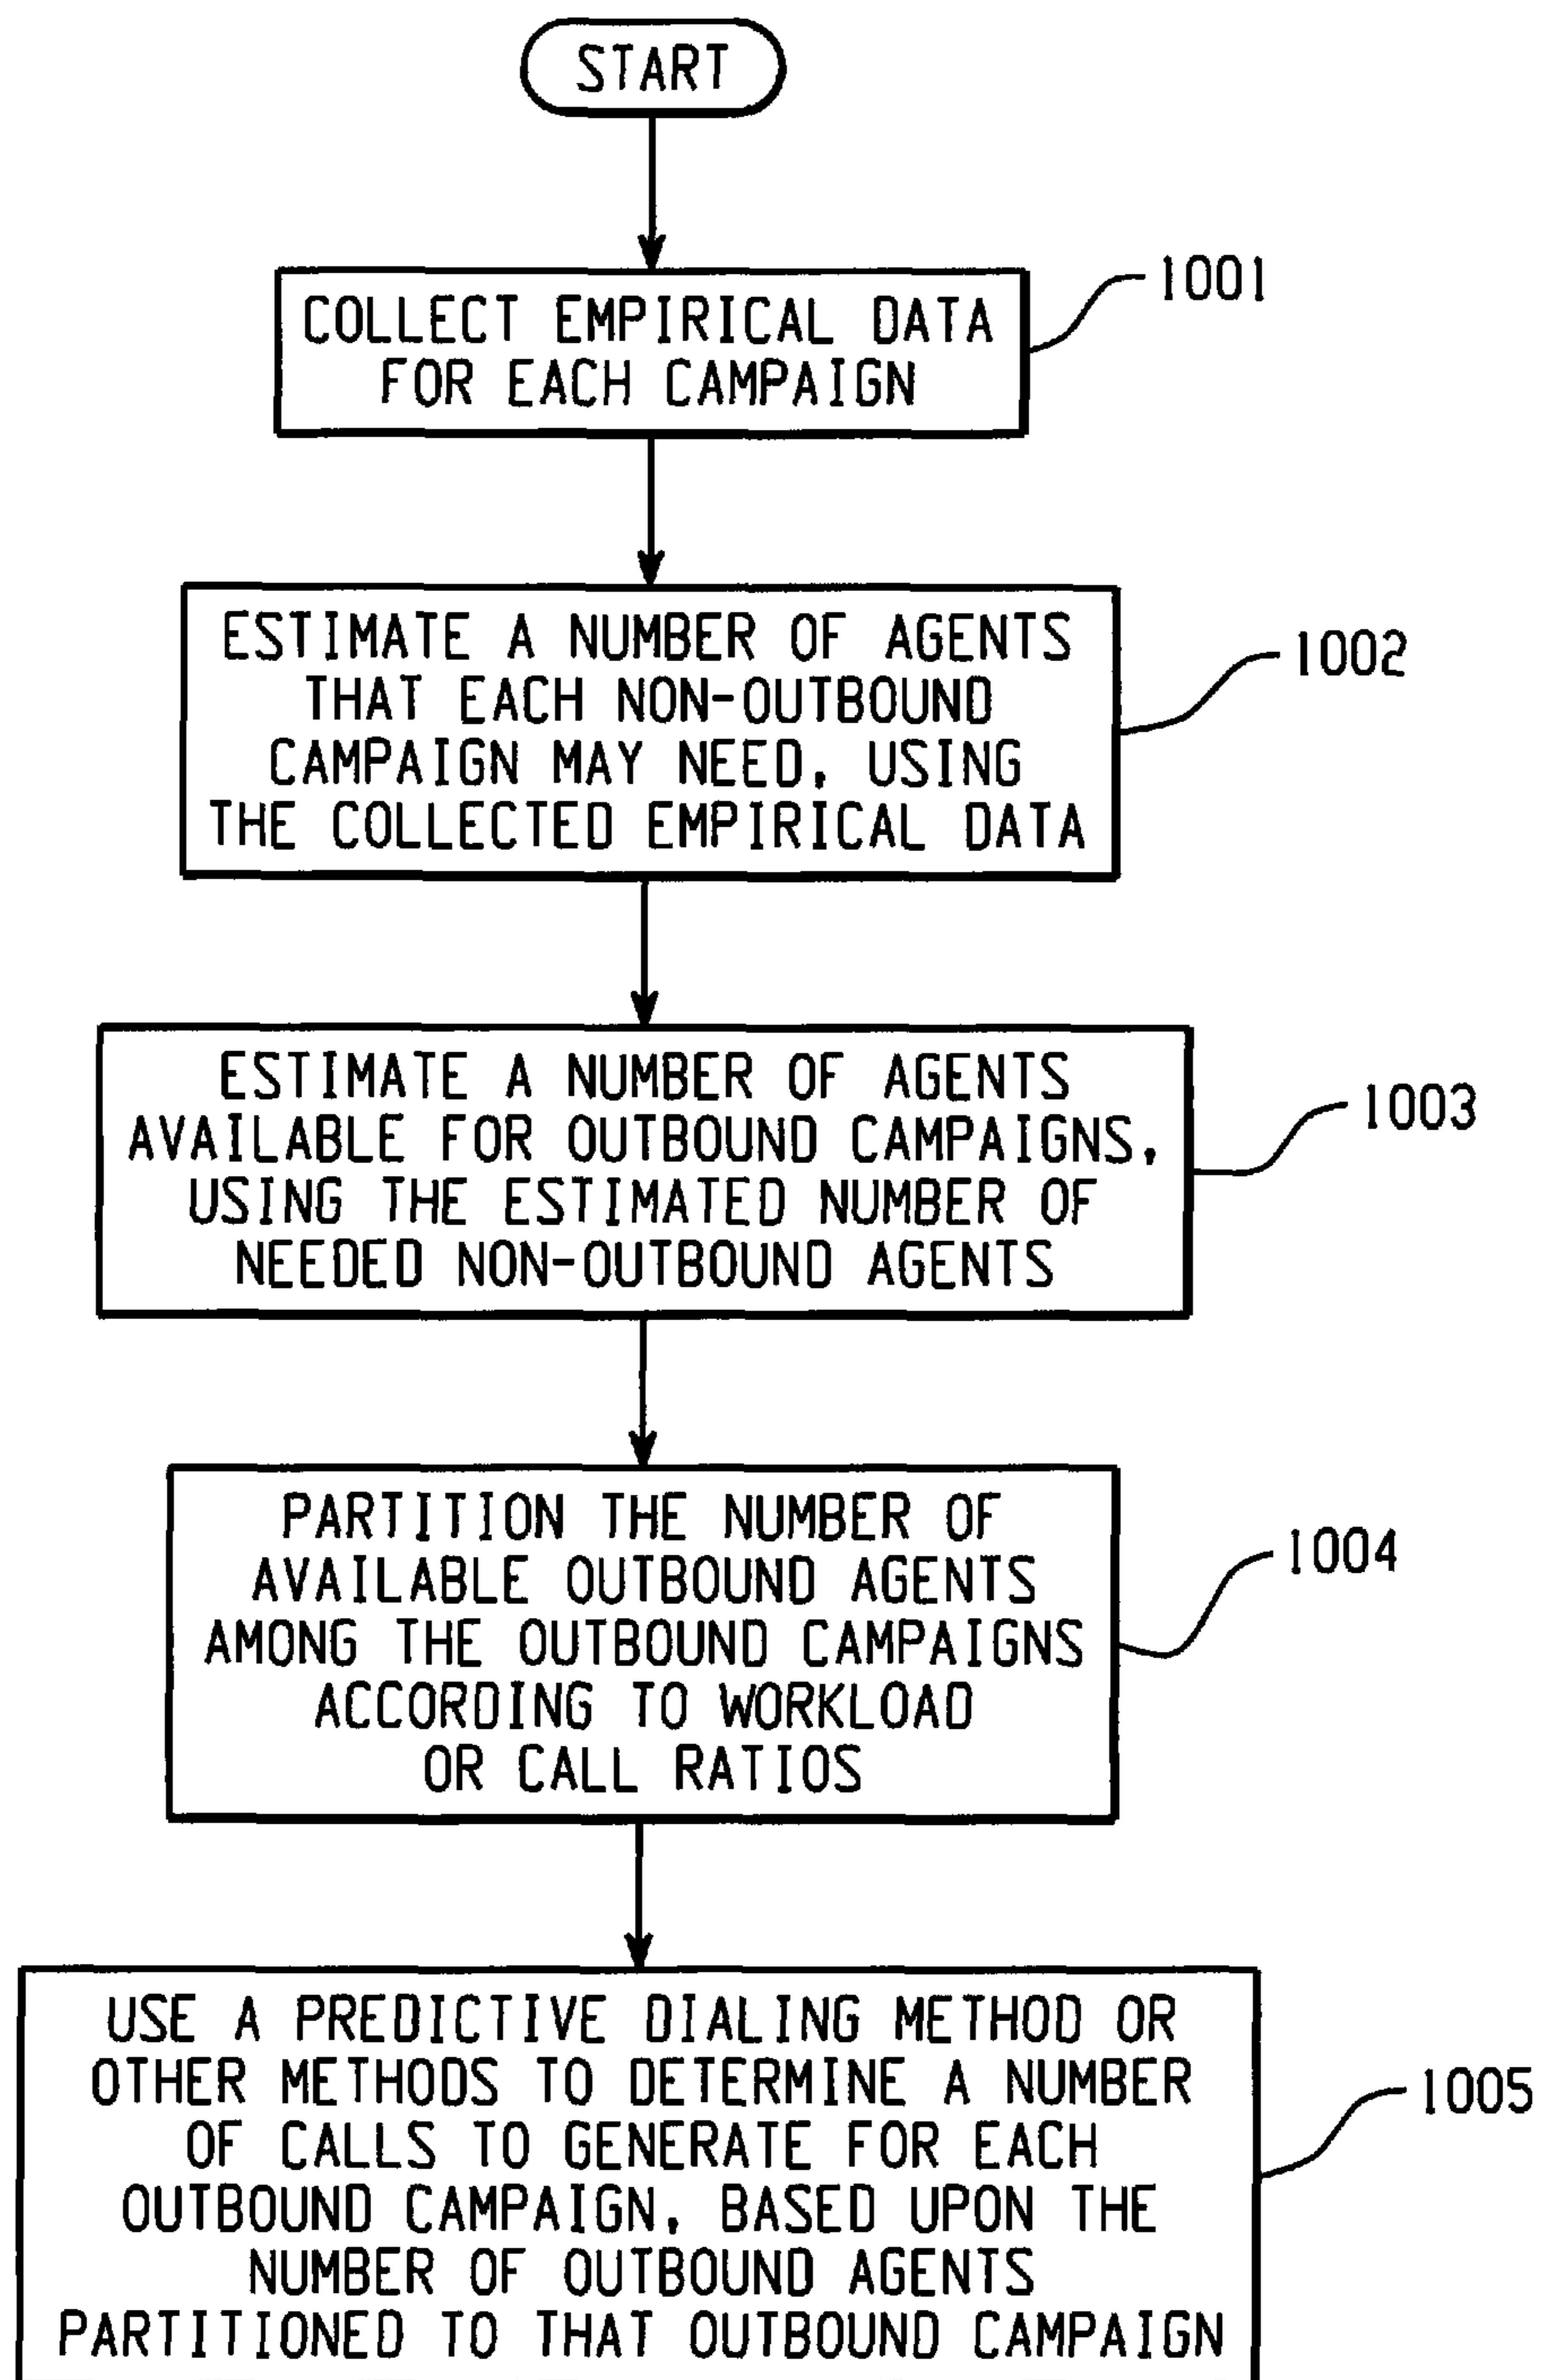 START
1001
COLLECT EMPIRICAL DATA
FOR EACH CAMPAIGN
1002
ESTIMATE A NUMBER OF AGENTS
THAT EACH NON-OUTBOUND
CAMPAIGN MAY NEED, USING
THE COLLECTED EMPIRICAL DATA
1003
ESTIMATE A NUMBER OF AGENTS
AVAILABLE FOR OUTBOUND CAMPAIGNS,
USING THE ESTIMATED NUMBER OF
NEEDED NON-OUTBOUND AGENTS
1004
PARTITION THE NUMBER OF
AVAILABLE OUTBOUND AGENTS
AMONG THE OUTBOUND CAMPAIGNS
ACCORDING TO WORKLOAD
OR CALL RATIOS
1005
USE A PREDICTIVE DIALING METHOD OR
OTHER METHODS TO DETERMINE A NUMBER
OF CALLS TO GENERATE FOR EACH
OUTBOUND CAMPAIGN, BASED UPON THE
NUMBER OF OUTBOUND AGENTS
PARTITIONED TO THAT OUTBOUND CAMPAIGN